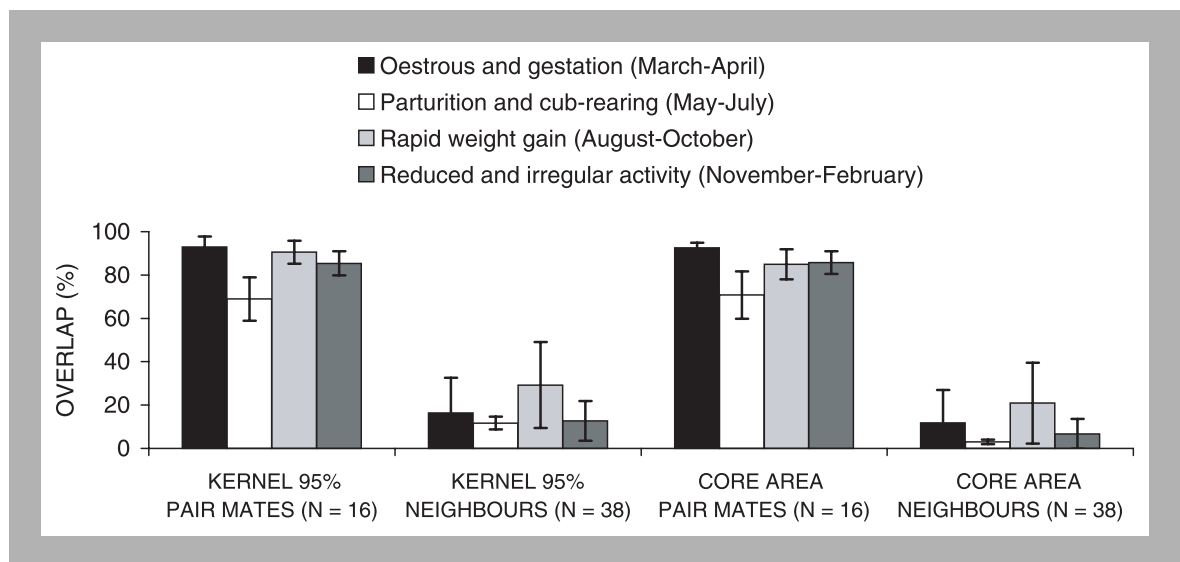 Oestrous and gestation (March-April)
Parturition and cub-rearing (May-July)
Rapid weight gain (August-October)
Reduced and irregular activity (November-February)
OVERLAP (%)
100
80
60
40
20
0
KERNEL 95%
PAIR MATES (N = 16)
KERNEL 95%
NEIGHBOURS (N = 38)
CORE AREA
PAIR MATES (N = 16)
CORE AREA
NEIGHBOURS (N = 38)